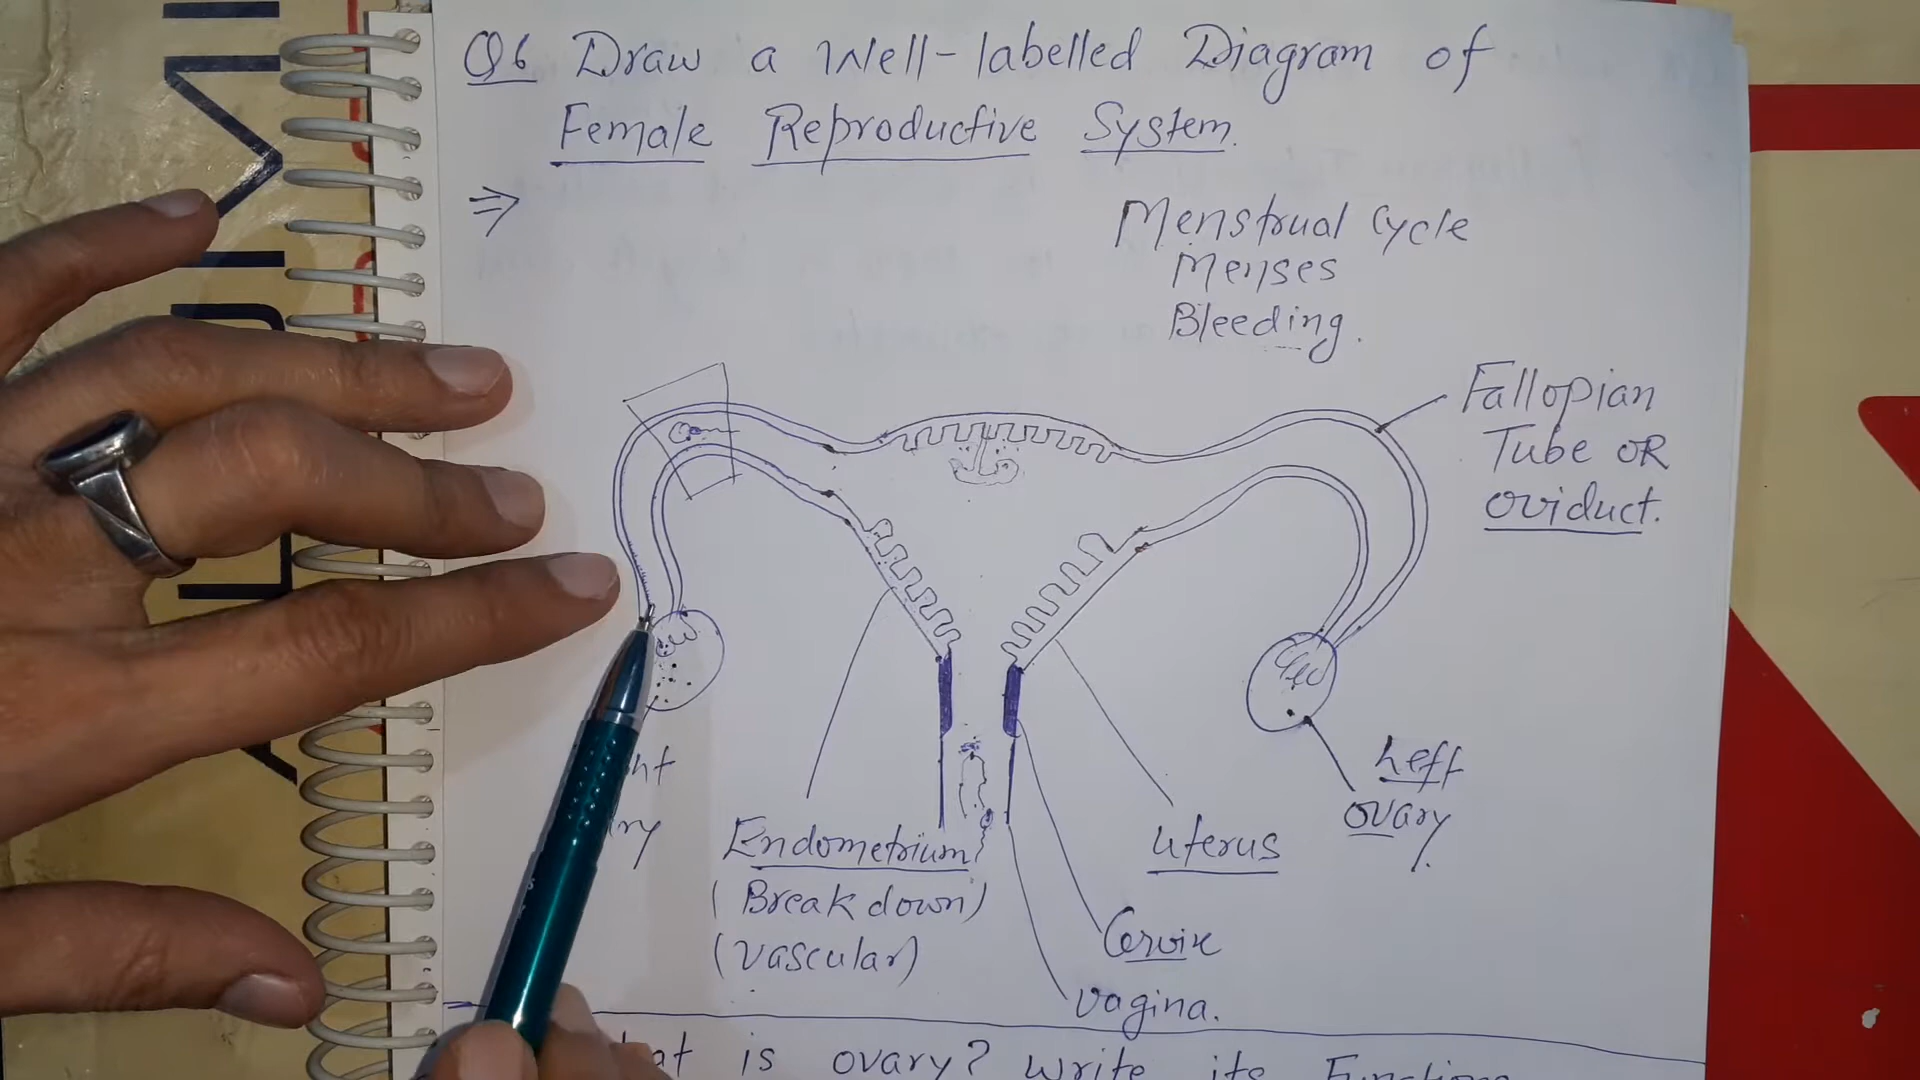 Q6 Draw a Well-labelled Diagram of
Female Reproductive System.
⇒
Menstrual Cycle
Menses
Bleeding.
Fallopian
Tube OR
oviduct.
Left
ovary.
Endometrium
(Break down)
(Vascular)
Uterus
Cervix
Vagina.
is ovary? Write its